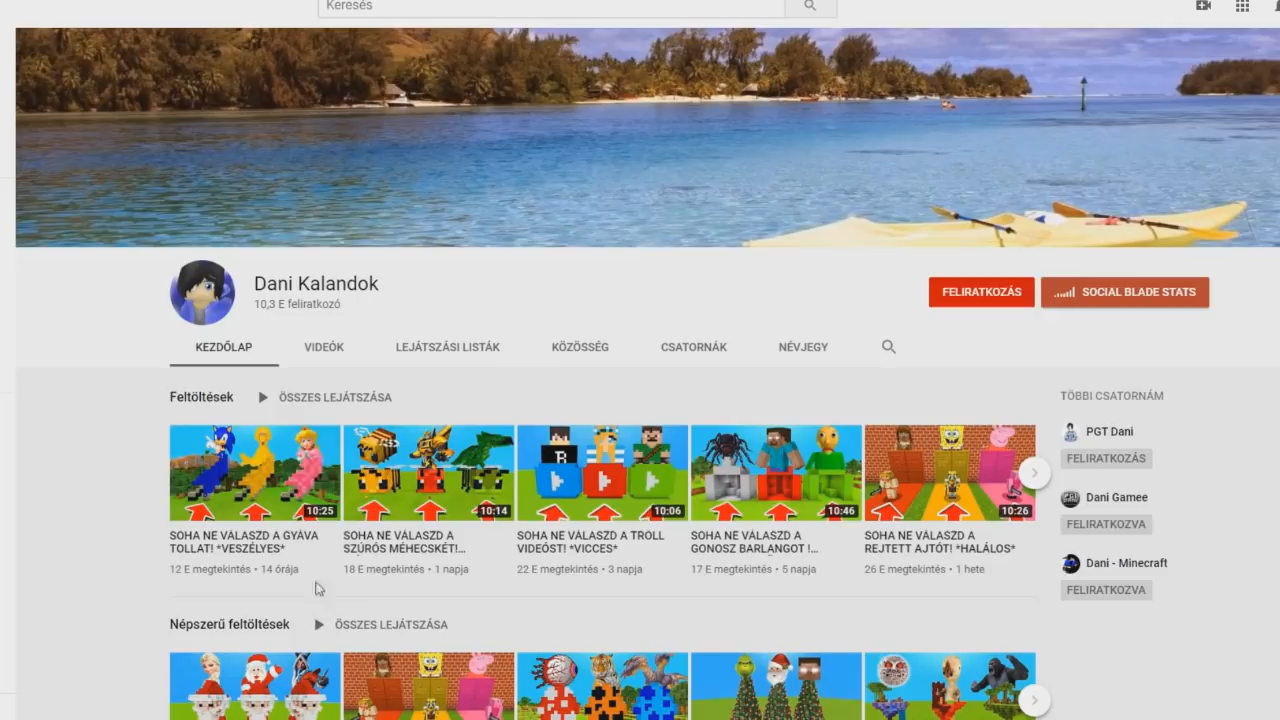 Keresés
Dani Kalandok
10,3 E feliratkozó
FELIRATKOZÁS
SOCIAL BLADE STATS
KEZDŐLAP
VIDEÓK
LEJÁTSZÁSI LISTÁK
KÖZÖSSÉG
CSATORNÁK
NÉVJEGY
Feltöltések
ÖSSZES LEJÁTSZÁSA
10:25
SOHA NE VÁLASZD A GYÁVA
TOLLAT! *VESZÉLYES*
12 E megtekintés • 14 órája
10:14
SOHA NE VÁLASZD A
SZÚRÓS MÉHECSKÉT!...
18 E megtekintés • 1 napja
10:06
SOHA NE VÁLASZD A TROLL
VIDEÓST! *VICCES*
22 E megtekintés • 3 napja
10:46
SOHA NE VÁLASZD A
GONOSZ BARLANGOT !...
17 E megtekintés • 5 napja
10:26
SOHA NE VÁLASZD A
REJTETT AJTÓT! *HALÁLOS*
26 E megtekintés • 1 hete
TÖBBI CSATORNÁM
PGT Dani
FELIRATKOZÁS
Dani Gamee
FELIRATKOZVA
Dani - Minecraft
FELIRATKOZVA
Népszerű feltöltések
ÖSSZES LEJÁTSZÁSA